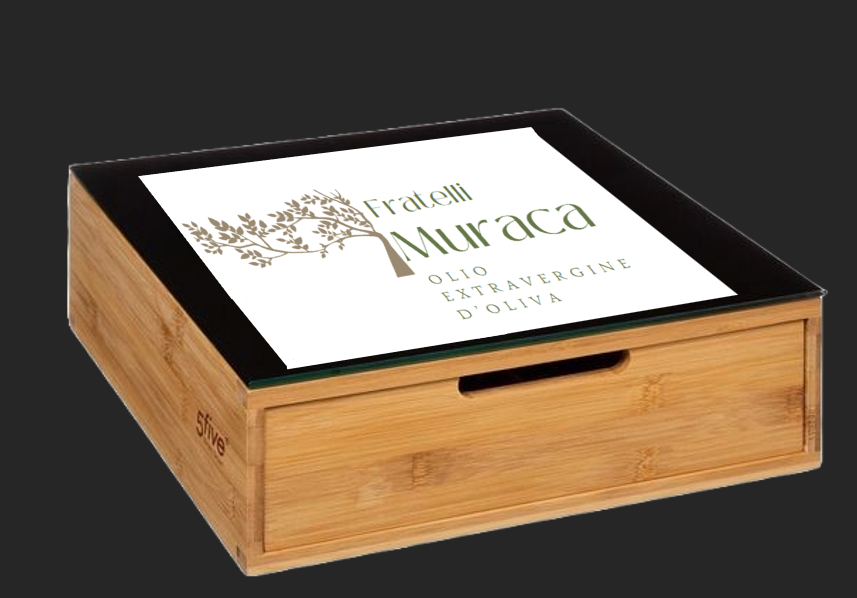 Fratelli
Muraca
OLIO
EXTRAVERGINE
D'OLIVA
5five®